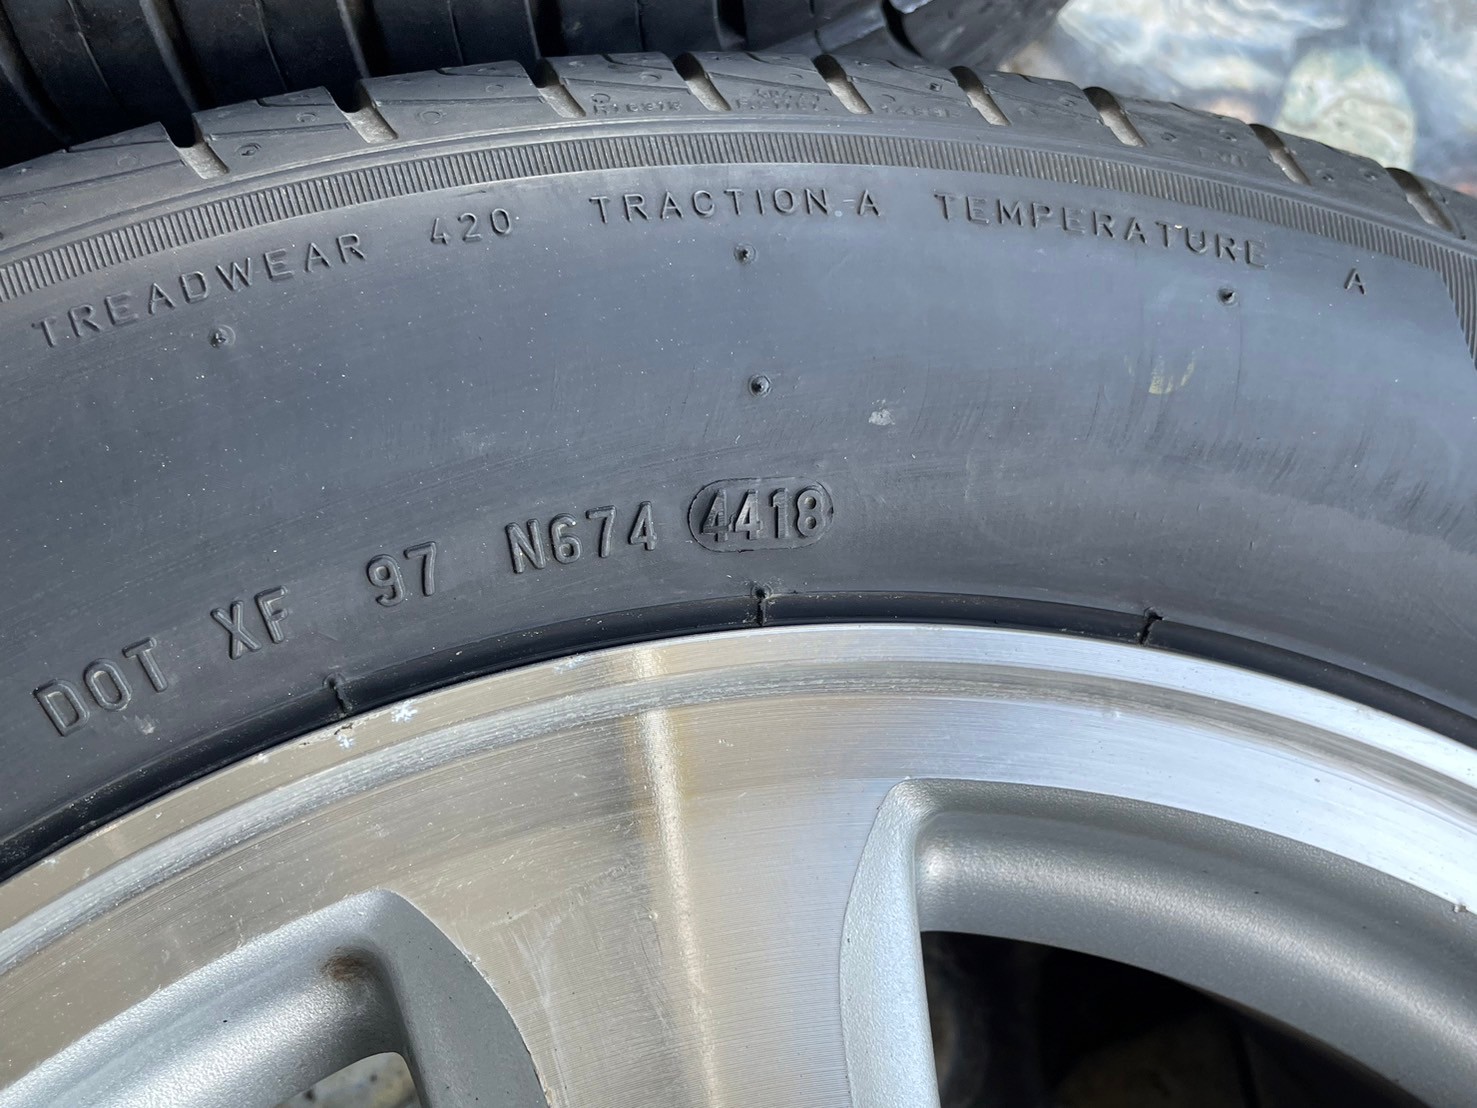 TREADWEAR 420 TRACTION A TEMPERATURE A
DOT XF 97 N674 4418